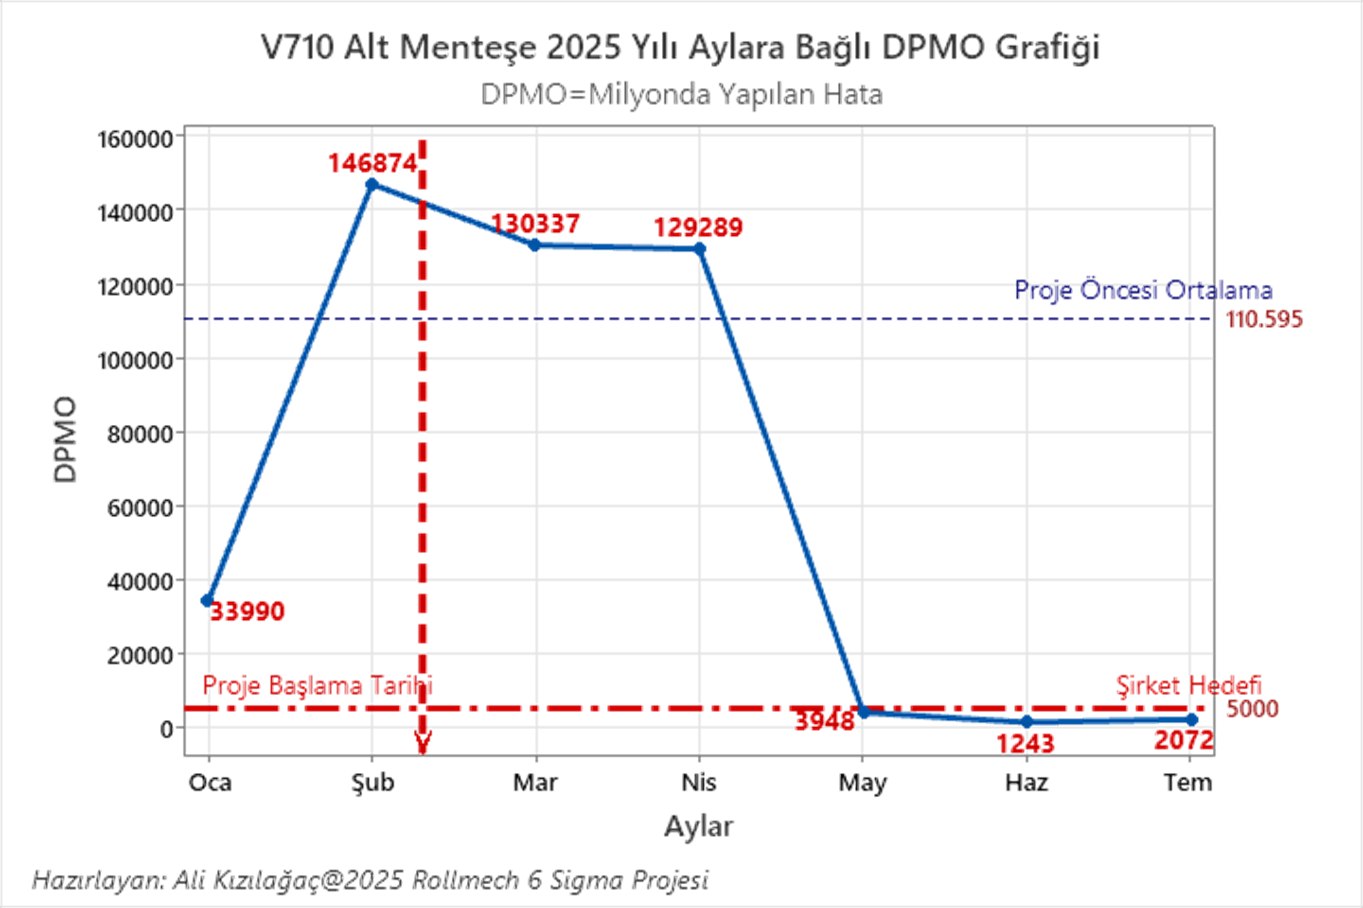 V710 Alt Menteşe 2025 Yılı Aylara Bağlı DPMO Grafiği
DPMO=Milyonda Yapılan Hata
160000
140000
120000
100000
80000
60000
40000
20000
0
DPMO
146874
130337
129289
Proje Öncesi Ortalama
110.595
33990
Proje Başlama Tarihi
Şirket Hedefi
5000
3948
1243
2072
Oca Şub Mar Nis May Haz Tem
Aylar
Hazırlayan: Ali Kızılağaç@2025 Rollmech 6 Sigma Projesi